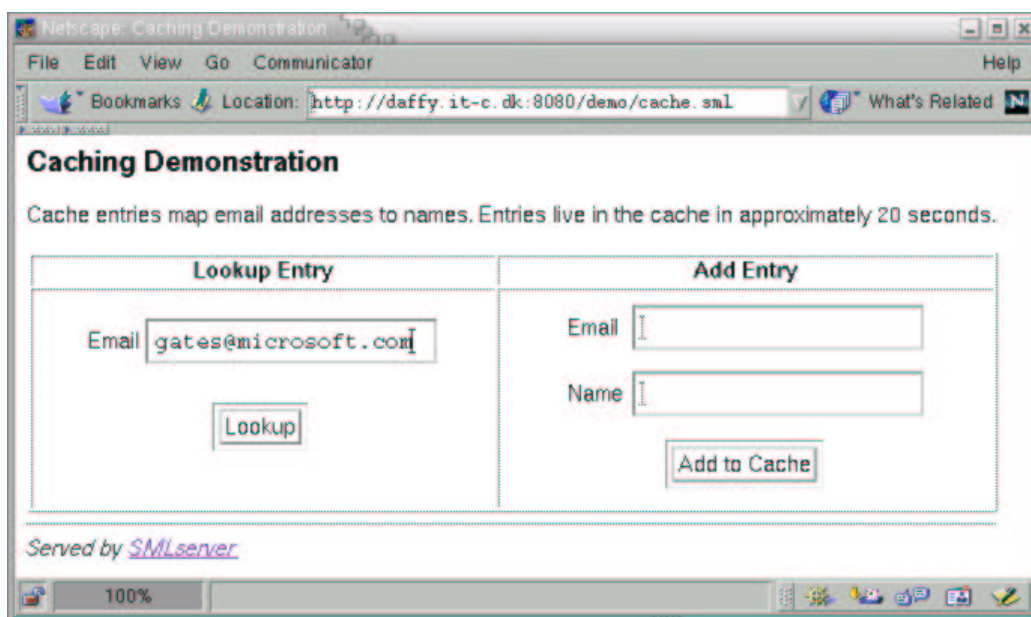 Netscape: Caching Demonstration
File Edit View Go Communicator Help
Bookmarks Location: http://daffy.it-c.dk:8080/demo/cache.sml What's Related N
Caching Demonstration
Cache entries map email addresses to names. Entries live in the cache in approximately 20 seconds.
Lookup Entry Add Entry
Email gates@microsoft.com Email
Name
Lookup
Add to Cache
Served by SMLserver
100%